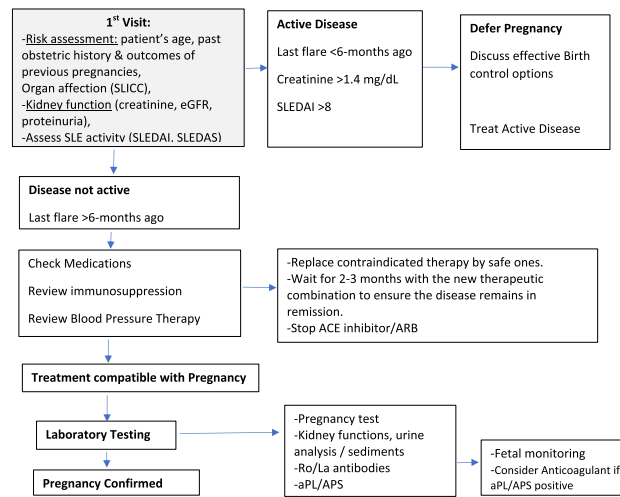 1st Visit:
-Risk assessment: patient's age, past
obstetric history & outcomes of
previous pregnancies,
Organ affection (SLICC),
-Kidney function (creatinine, eGFR,
proteinuria),
-Assess SLE activity (SLEDAI, SLEDAS)
Active Disease
Last flare <6-months ago
Creatinine >1.4 mg/dL
SLEDAI >8
Defer Pregnancy
Discuss effective Birth
control options
Treat Active Disease
Disease not active
Last flare >6-months ago
Check Medications
Review immunosuppression
Review Blood Pressure Therapy
-Replace contraindicated therapy by safe ones.
-Wait for 2-3 months with the new therapeutic
combination to ensure the disease remains in
remission.
-Stop ACE inhibitor/ARB
Treatment compatible with Pregnancy
Laboratory Testing
-Pregnancy test
-Kidney functions, urine
analysis / sediments
-Ro/La antibodies
-aPL/APS
-Fetal monitoring
-Consider Anticoagulant if
aPL/APS positive
Pregnancy Confirmed